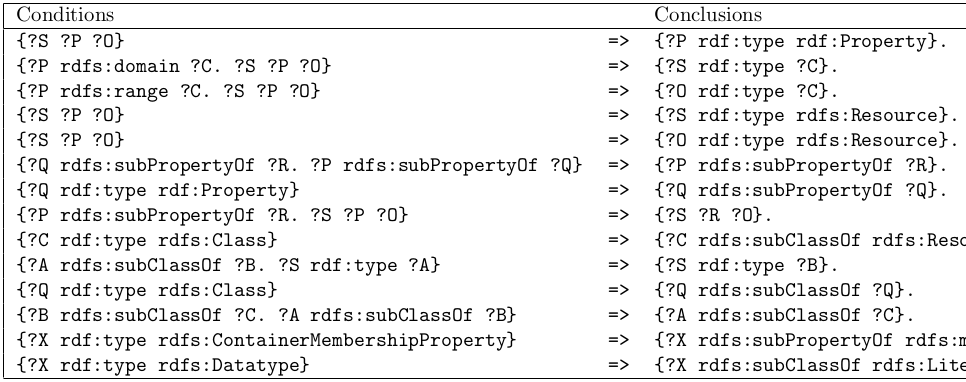 Conditions Conclusions
{?S ?P ?O} => {?P rdf:type rdf:Property}.
{?P rdfs:domain ?C. ?S ?P ?O} => {?S rdf:type ?C}.
{?P rdfs:range ?C. ?S ?P ?O} => {?O rdf:type ?C}.
{?S ?P ?O} => {?S rdf:type rdfs:Resource}.
{?S ?P ?O} => {?O rdf:type rdfs:Resource}.
{?Q rdfs:subPropertyOf ?R. ?P rdfs:subPropertyOf ?Q} => {?P rdfs:subPropertyOf ?R}.
{?Q rdf:type rdf:Property} => {?Q rdfs:subPropertyOf ?Q}.
{?P rdfs:subPropertyOf ?R. ?S ?P ?O} => {?S ?R ?O}.
{?C rdf:type rdfs:Class} => {?C rdfs:subClassOf rdfs:Reso
{?A rdfs:subClassOf ?B. ?S rdf:type ?A} => {?S rdf:type ?B}.
{?Q rdf:type rdfs:Class} => {?Q rdfs:subClassOf ?Q}.
{?B rdfs:subClassOf ?C. ?A rdfs:subClassOf ?B} => {?A rdfs:subClassOf ?C}.
{?X rdf:type rdfs:ContainerMembershipProperty} => {?X rdfs:subPropertyOf rdfs:m
{?X rdf:type rdfs:Datatype} => {?X rdfs:subClassOf rdfs:Lite